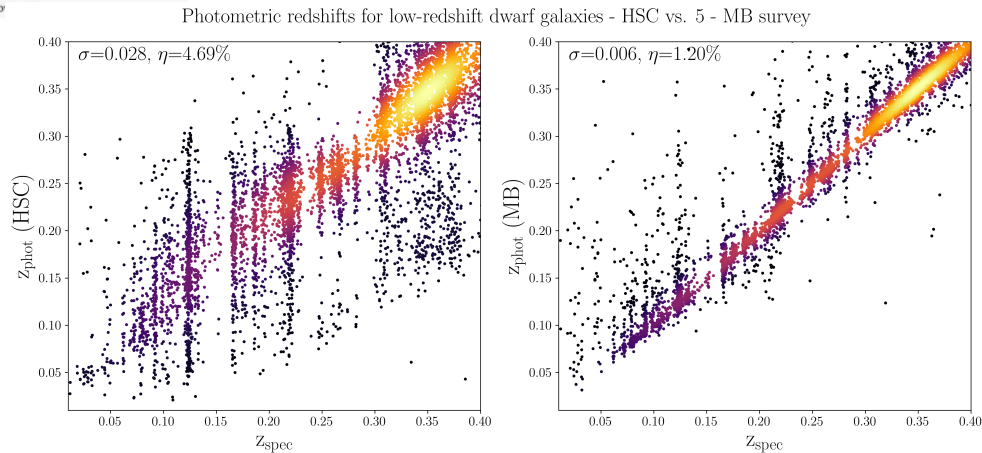 Photometric redshifts for low-redshift dwarf galaxies - HSC vs. 5 - MB survey
σ=0.028, η=4.69%
0.40
0.35
0.30
0.25
0.20
0.15
0.10
0.05
zphot (HSC)
0.05 0.10 0.15 0.20 0.25 0.30 0.35 0.40
zspec
σ=0.006, η=1.20%
0.40
0.35
0.30
0.25
0.20
0.15
0.10
0.05
zphot (MB)
0.05 0.10 0.15 0.20 0.25 0.30 0.35 0.40
zspec